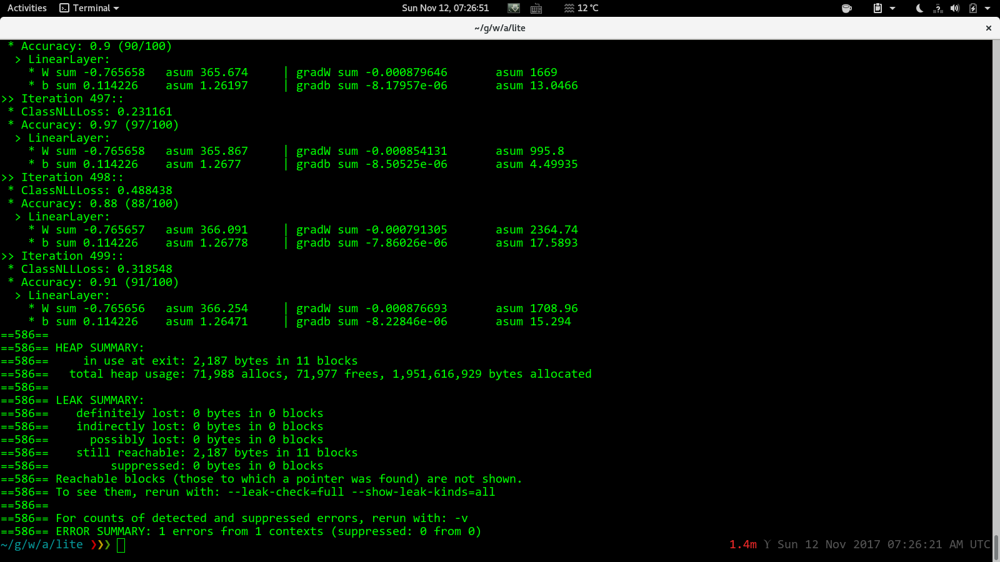 Activities Terminal Sun Nov 12, 07:26:51 12 °C
~/g/w/a/lite
* Accuracy: 0.9 (90/100)
> LinearLayer:
* W sum -0.765658 asum 365.674 | gradW sum -0.000879646 asum 1669
* b sum 0.114226 asum 1.26197 | gradb sum -8.17957e-06 asum 13.0466
>> Iteration 497::
* ClassNLLLoss: 0.231161
* Accuracy: 0.97 (97/100)
> LinearLayer:
* W sum -0.765658 asum 365.867 | gradW sum -0.000854131 asum 995.8
* b sum 0.114226 asum 1.2677 | gradb sum -8.50525e-06 asum 4.49935
>> Iteration 498::
* ClassNLLLoss: 0.488438
* Accuracy: 0.88 (88/100)
> LinearLayer:
* W sum -0.765657 asum 366.091 | gradW sum -0.000791305 asum 2364.74
* b sum 0.114226 asum 1.26778 | gradb sum -7.86026e-06 asum 17.5893
>> Iteration 499::
* ClassNLLLoss: 0.318548
* Accuracy: 0.91 (91/100)
> LinearLayer:
* W sum -0.765656 asum 366.254 | gradW sum -0.000876693 asum 1708.96
* b sum 0.114226 asum 1.26471 | gradb sum -8.22846e-06 asum 15.294
==586==
==586== HEAP SUMMARY:
==586== in use at exit: 2,187 bytes in 11 blocks
==586== total heap usage: 71,988 allocs, 71,977 frees, 1,951,616,929 bytes allocated
==586==
==586== LEAK SUMMARY:
==586== definitely lost: 0 bytes in 0 blocks
==586== indirectly lost: 0 bytes in 0 blocks
==586== possibly lost: 0 bytes in 0 blocks
==586== still reachable: 2,187 bytes in 11 blocks
==586== suppressed: 0 bytes in 0 blocks
==586== Reachable blocks (those to which a pointer was found) are not shown.
==586== To see them, rerun with: --leak-check=full --show-leak-kinds=all
==586==
==586== For counts of detected and suppressed errors, rerun with: -v
==586== ERROR SUMMARY: 1 errors from 1 contexts (suppressed: 0 from 0)
~/g/w/a/lite ❯❯❯ 1.4m ϒ Sun 12 Nov 2017 07:26:21 AM UTC